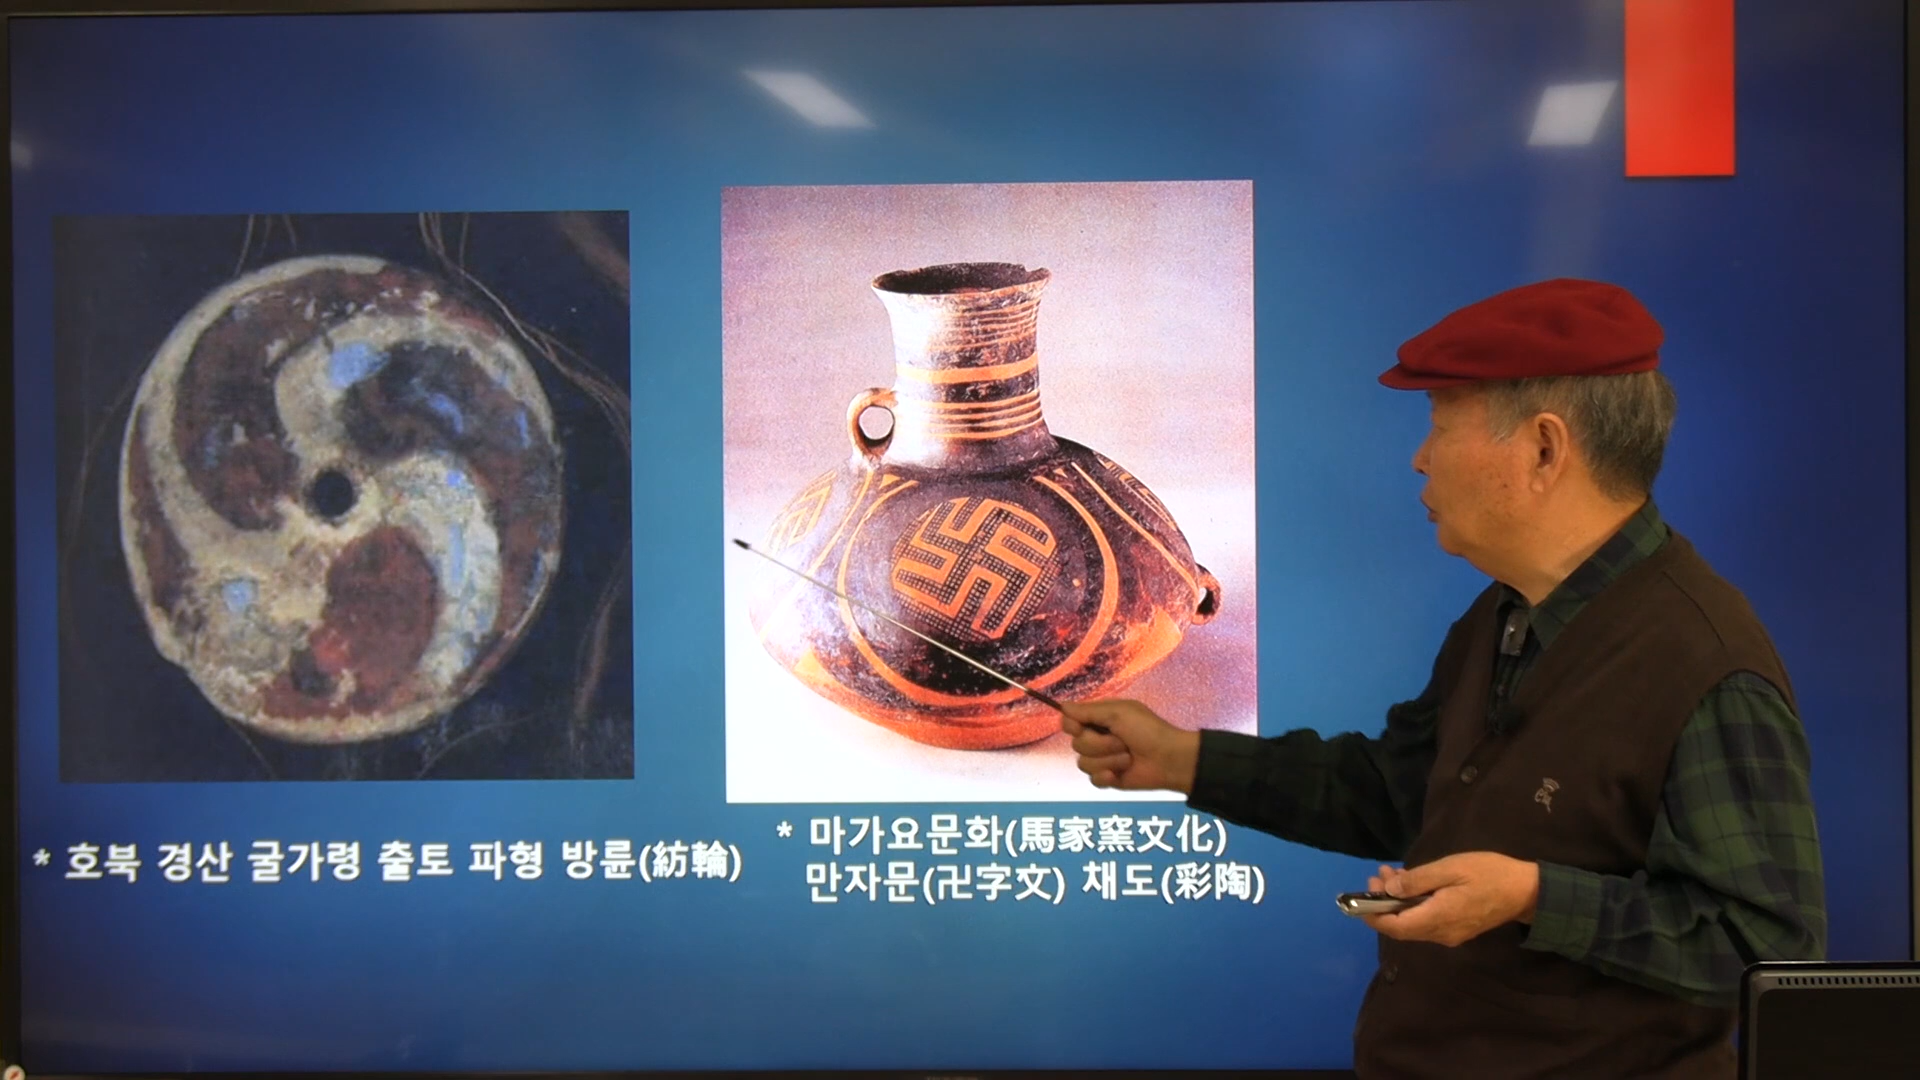 * 호북 경산 굴가령 출토 파형 방륜(紡輪)
* 마가요문화(馬家窯文化)
만자문(卍字文) 채도(彩陶)